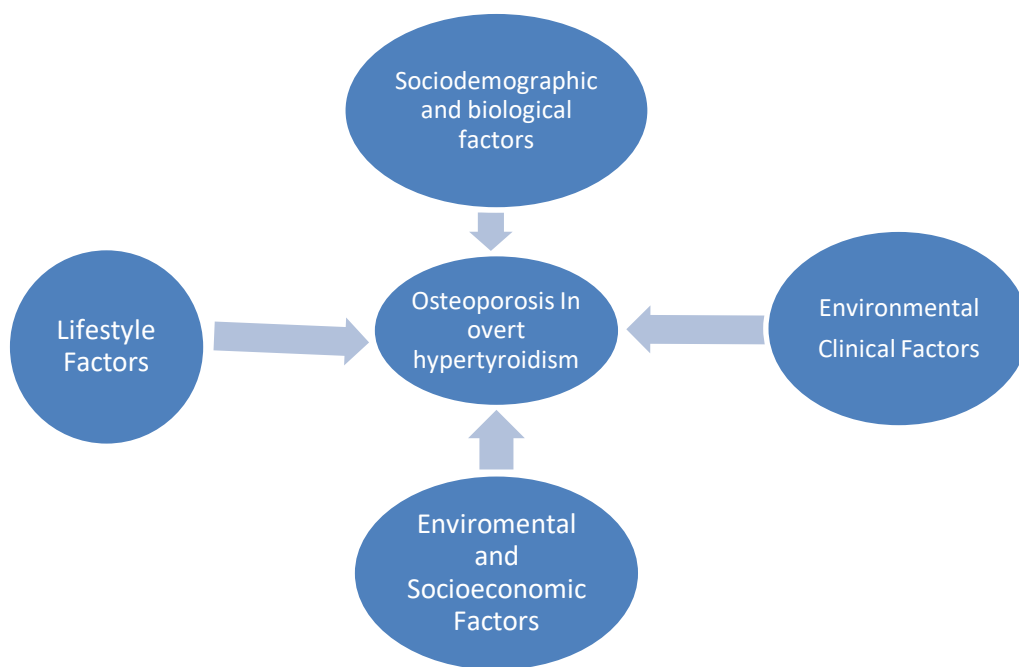 Sociodemographic
and biological
factors
Lifestyle
Factors
Osteoporosis In
overt
hypertyroidism
Environmental
Clinical Factors
Enviromental
and
Socioeconomic
Factors